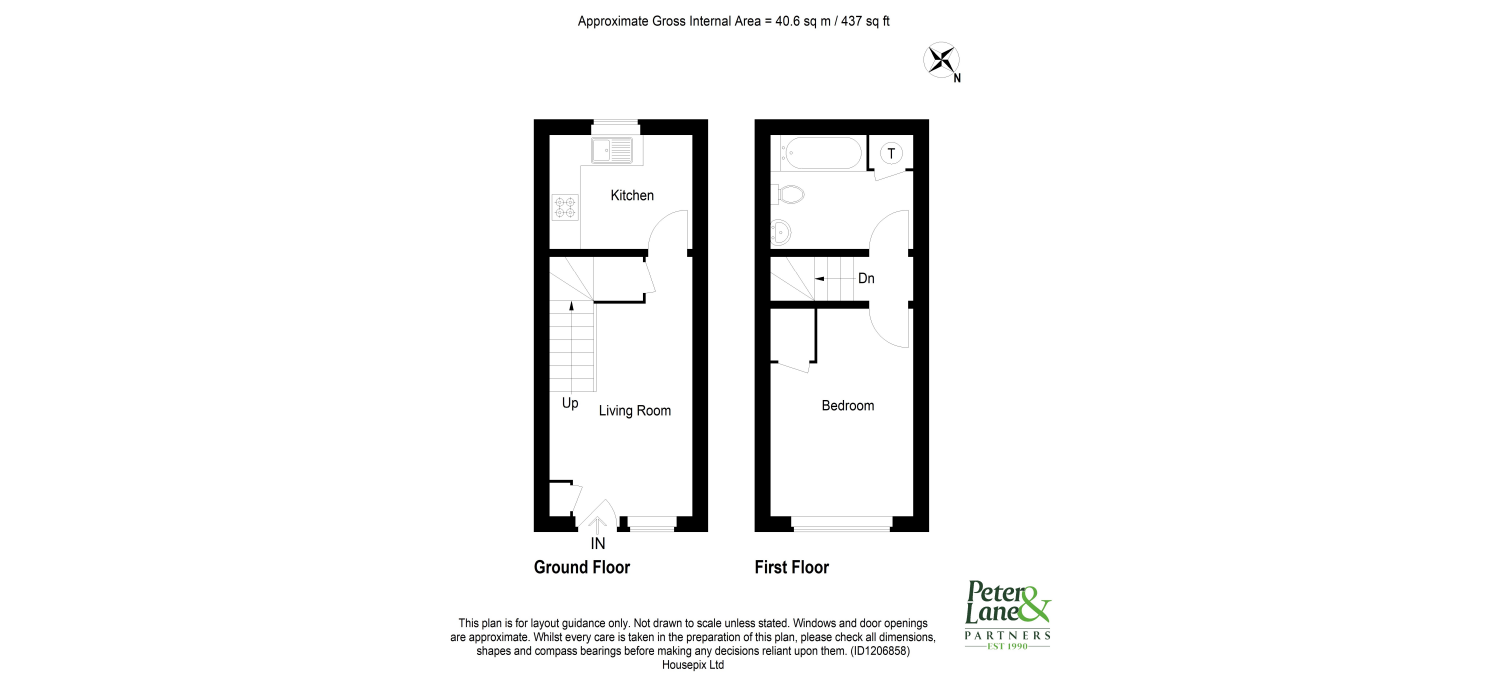 Approximate Gross Internal Area = 40.6 sq m / 437 sq ft
N
Kitchen
Up
Living Room
IN
Ground Floor
T
Dn
Bedroom
First Floor
This plan is for layout guidance only. Not drawn to scale unless stated. Windows and door openings
are approximate. Whilst every care is taken in the preparation of this plan, please check all dimensions,
shapes and compass bearings before making any decisions reliant upon them. (ID1206858)
Housepix Ltd
Peter &
Lane
PARTNERS
EST 1990